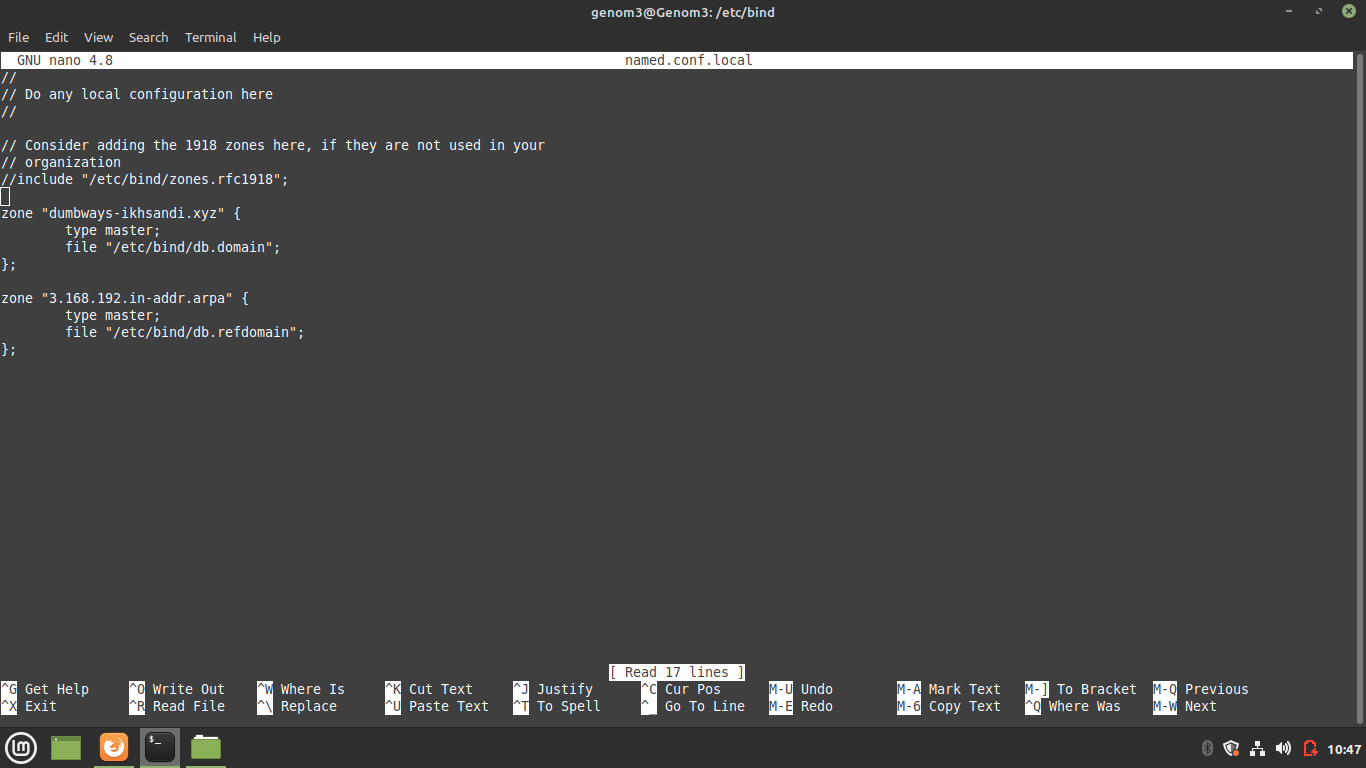 genom3@Genom3: /etc/bind
File Edit View Search Terminal Help
GNU nano 4.8 named.conf.local
//
// Do any local configuration here
//
// Consider adding the 1918 zones here, if they are not used in your
// organization
//include "/etc/bind/zones.rfc1918";
zone "dumbways-ikhsandi.xyz" {
type master;
file "/etc/bind/db.domain";
};
zone "3.168.192.in-addr.arpa" {
type master;
file "/etc/bind/db.refdomain";
};
[ Read 17 lines ]
^G Get Help ^O Write Out ^W Where Is ^K Cut Text ^J Justify ^C Cur Pos M-U Undo M-A Mark Text M-] To Bracket M-Q Previous
^X Exit ^R Read File ^\ Replace ^U Paste Text ^T To Spell ^_ Go To Line M-E Redo M-6 Copy Text ^Q Where Was M-W Next
$_ 10:47